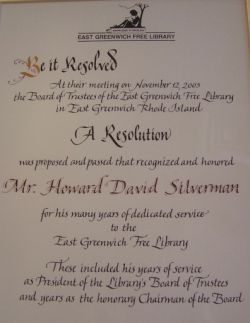 EAST GREENWICH FREE LIBRARY
Be it Resolved
At their meeting on November 12, 2003
the Board of Trustees of the East Greenwich Free Library
in East Greenwich Rhode Island
A Resolution
was proposed and passed that recognized and honored
Mr. Howard David Silverman
for his many years of dedicated service
to the
East Greenwich Free Library
These included his years of service
as President of the Library's Board of Trustees
and years as the honorary Chairman of the Board